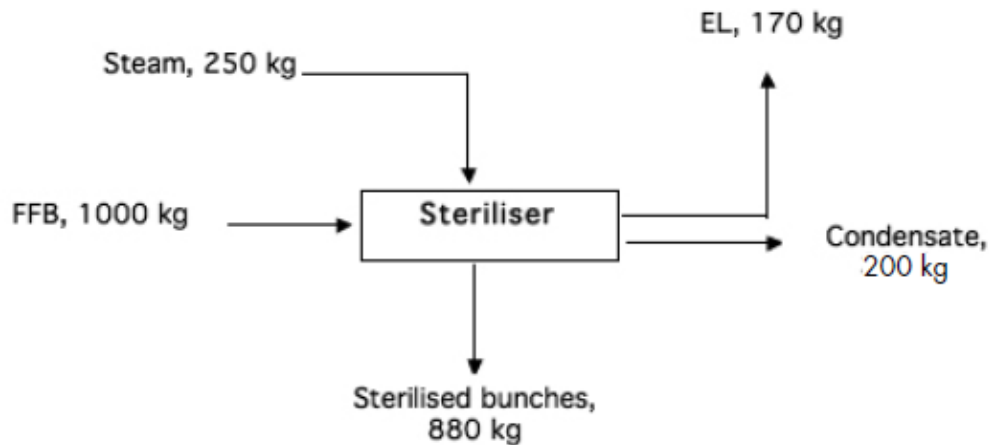 EL, 170 kg
Steam, 250 kg
FFB, 1000 kg
Steriliser
Condensate,
200 kg
Sterilised bunches,
880 kg